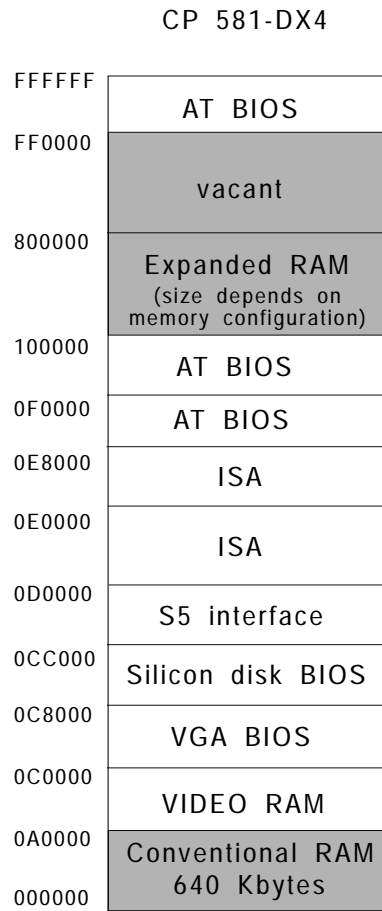 CP 581-DX4
FFFFFF
AT BIOS
FF0000
vacant
800000
Expanded RAM
(size depends on
memory configuration)
100000
AT BIOS
0F0000
AT BIOS
0E8000
ISA
0E0000
ISA
0D0000
S5 interface
0CC000
Silicon disk BIOS
0C8000
VGA BIOS
0C0000
VIDEO RAM
0A0000
Conventional RAM
640 Kbytes
000000